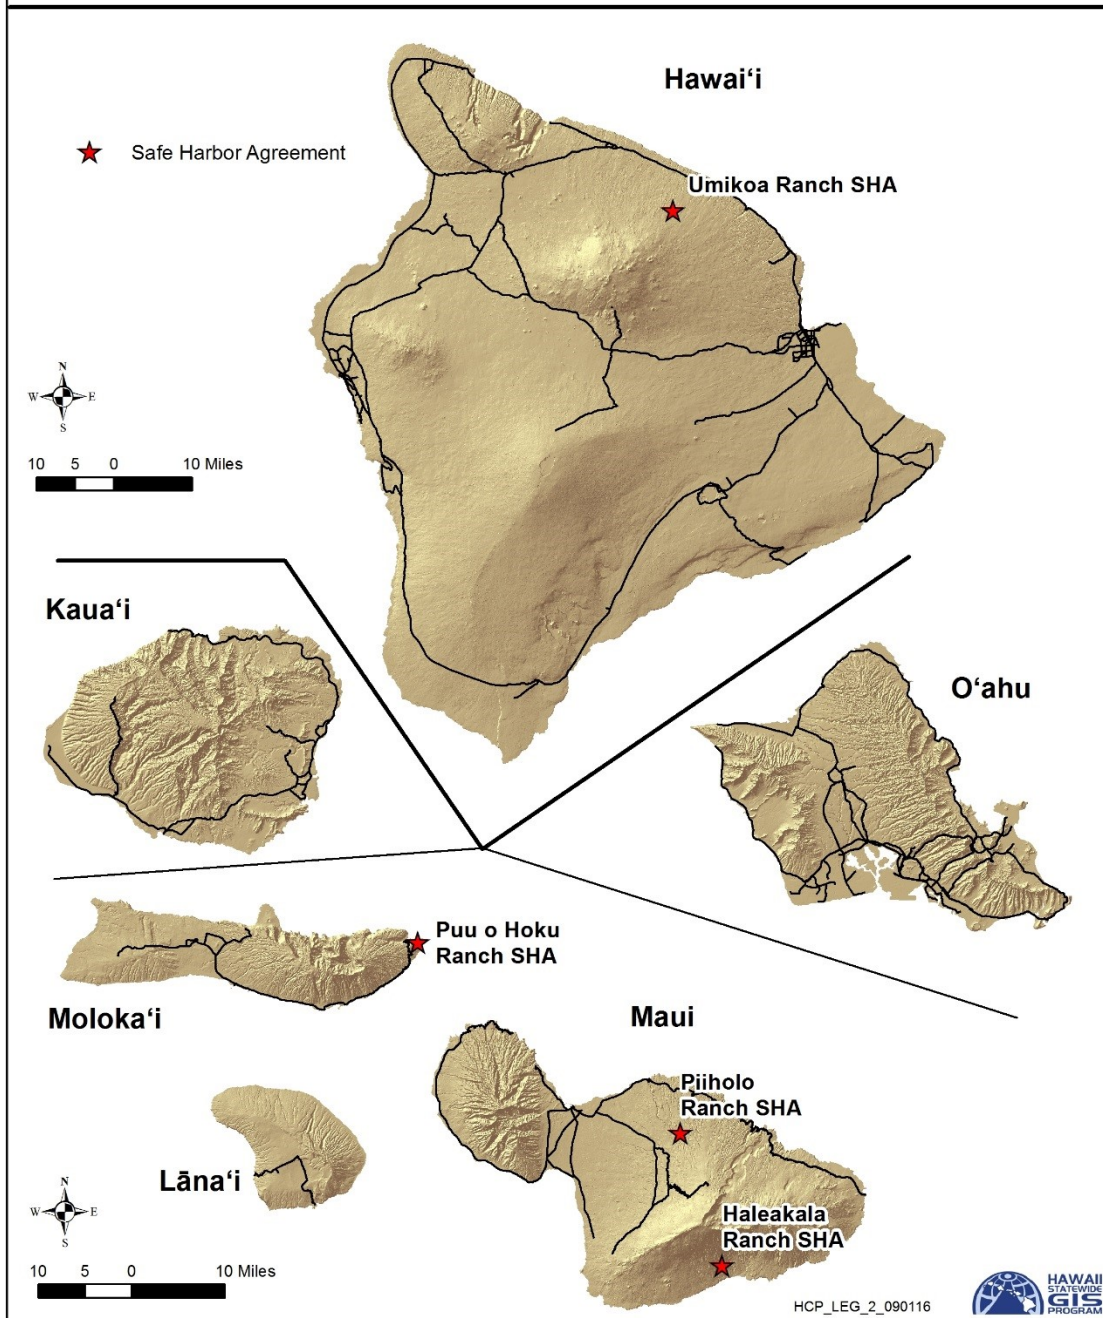 Hawai‘i
Safe Harbor Agreement
Umikoa Ranch SHA
N
W E
S
10 5 0 10 Miles
Kaua‘i
O‘ahu
Puu o Hoku
Ranch SHA
Moloka‘i
Maui
Piiholo
Ranch SHA
Lāna‘i
N
W E
S
Haleakala
Ranch SHA
10 5 0 10 Miles
HCP_LEG_2_090116
HAWAII
STATEWIDE
GIS
PROGRAM